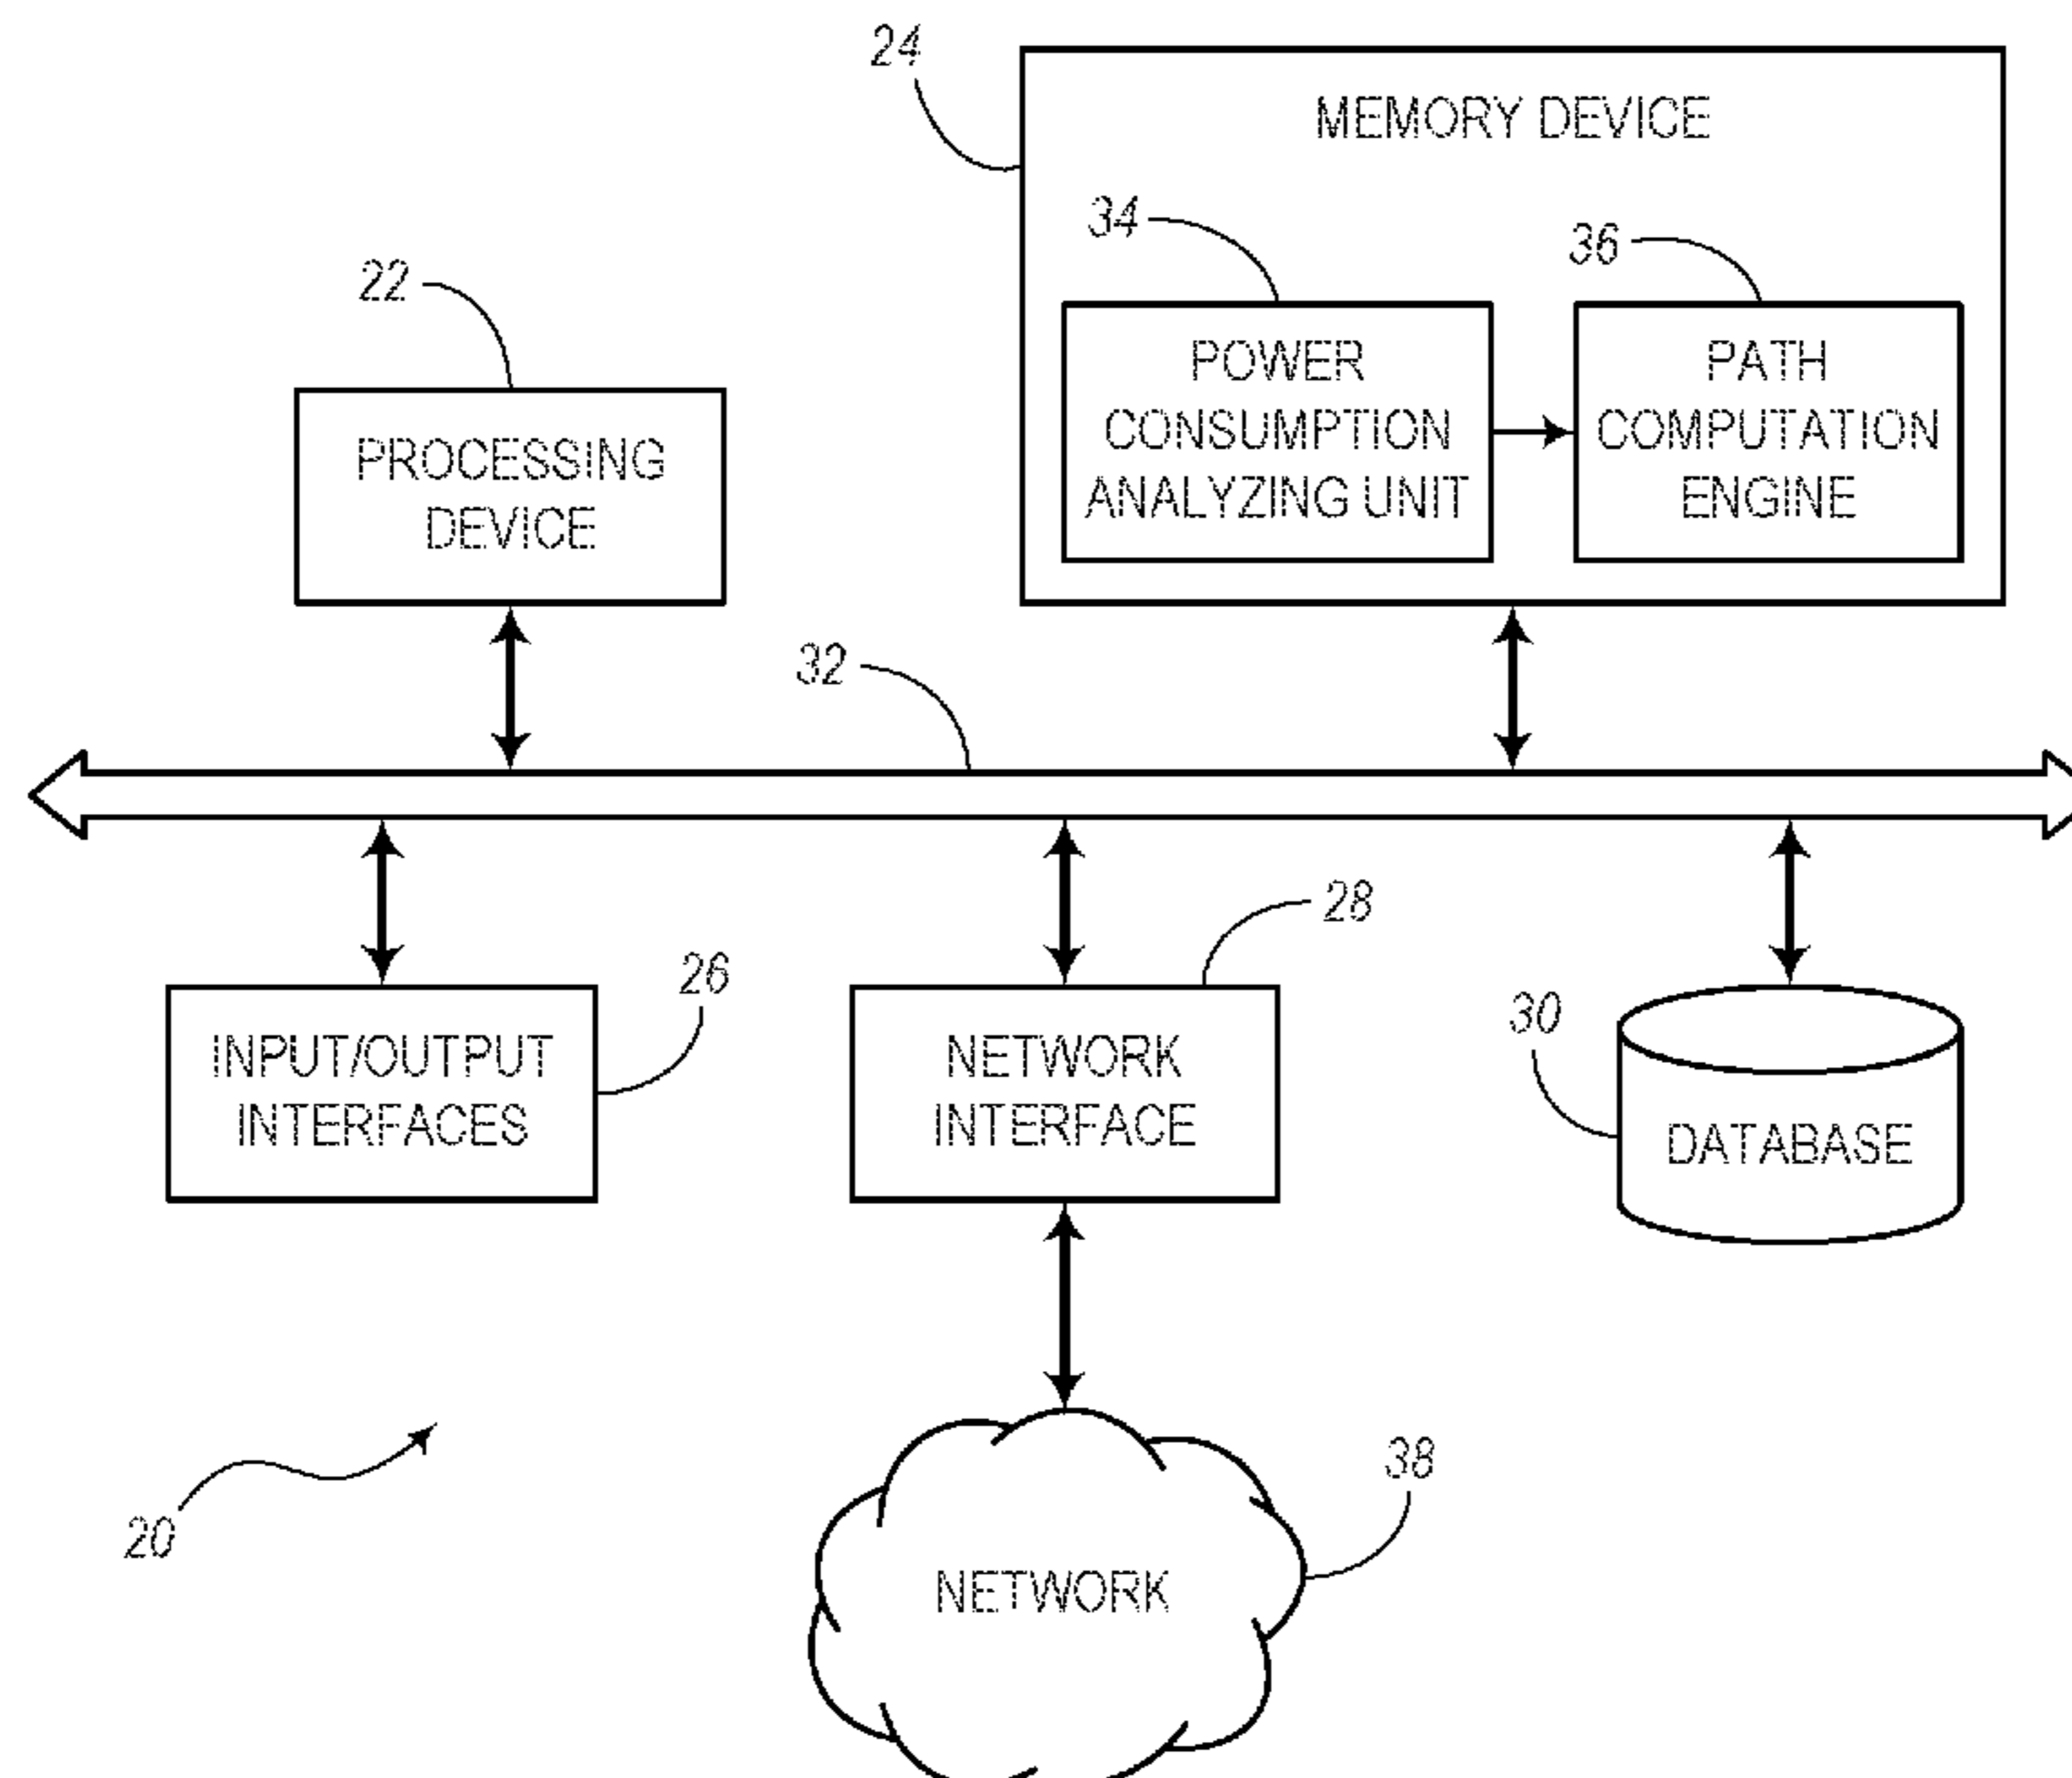 24
MEMORY DEVICE
34
36
22
POWER
CONSUMPTION
ANALYZING UNIT
PATH
COMPUTATION
ENGINE
PROCESSING
DEVICE
32
28
26
30
INPUT/OUTPUT
INTERFACES
NETWORK
INTERFACE
DATABASE
38
20
NETWORK